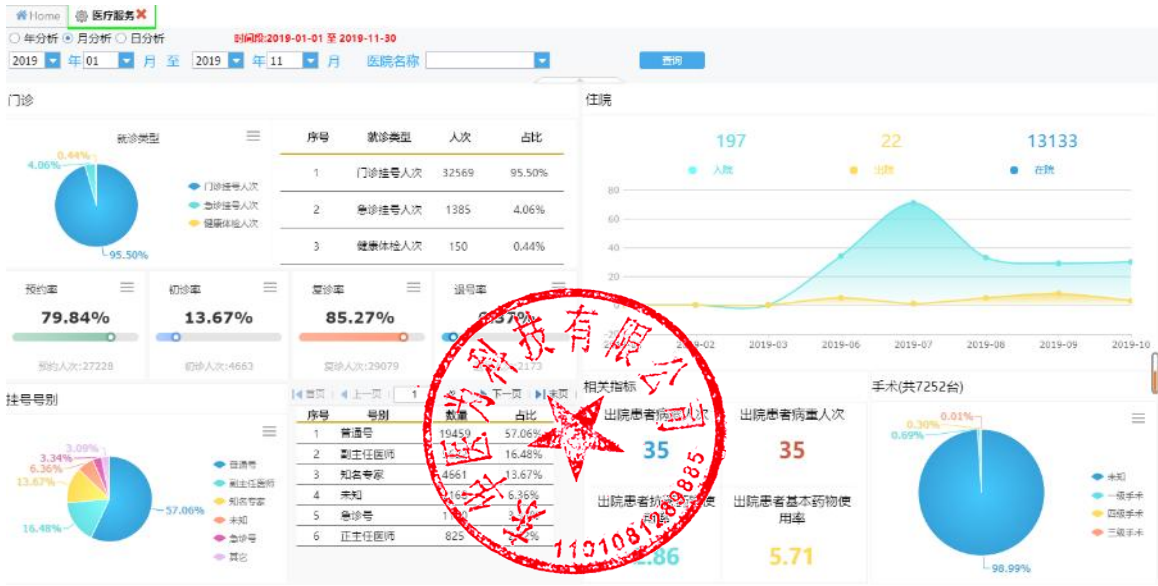 Home 医疗服务
年分析 月分析 日分析 时间段:2019-01-01 至 2019-11-30
2019 年 01 月 至 2019 年 11 月 医院名称 查询
门诊
就诊类型
0.44%
4.06%
95.50%
门诊挂号人次
急诊挂号人次
健康体检人次
序号 就诊类型 人次 占比
1 门诊挂号人次 32569 95.50%
2 急诊挂号人次 1385 4.06%
3 健康体检人次 150 0.44%
预约率 初诊率 复诊率 退号率
79.84% 13.67% 85.27%
预约人次:27228 初诊人次:4663 复诊人次:29079 2173
住院
197 22 13133
入院 出院 在院
80
60
40
20
2019-02 2019-03 2019-06 2019-07 2019-08 2019-09 2019-10
挂号号别
3.09%
3.34%
6.36%
13.67%
16.48%
57.06%
普通号
副主任医师
知名专家
未知
急诊号
其它
首页 上一页 1 下一页 末页
序号 号别 数量 占比
1 普通号 19459 57.06%
2 副主任医师 16.48%
3 知名专家 4661 13.67%
4 未知 6.36%
5 急诊号
6 正主任医师 825
相关指标
出院患者病重人次
35
35
出院患者基本药物使用率
5.71
手术(共7252台)
0.01%
0.30%
0.69%
98.99%
未知
一级手术
四级手术
三级手术
医为科技有限公司
1101081289885